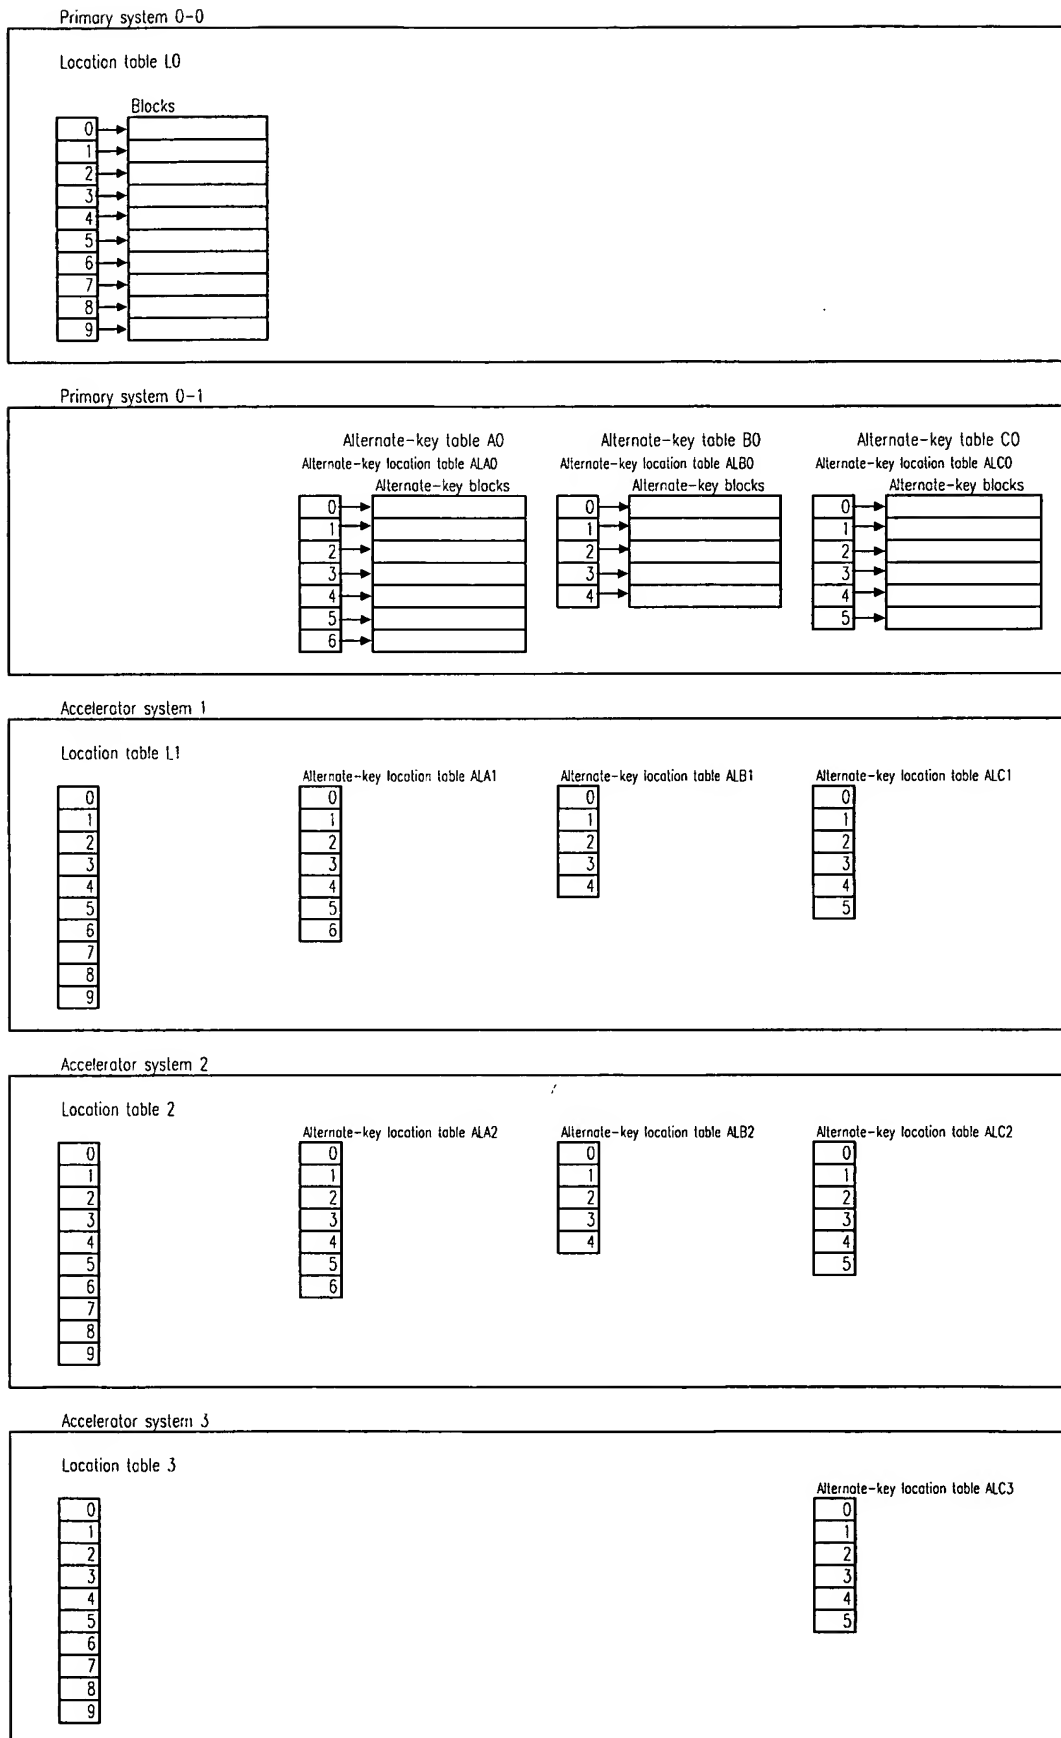 Primary system 0-0
Location table L0
Blocks
0
1
2
3
4
5
6
7
8
9
Primary system 0-1
Alternate-key table A0 Alternate-key table B0 Alternate-key table C0
Alternate-key location table ALA0 Alternate-key location table ALB0 Alternate-key location table ALC0
Alternate-key blocks Alternate-key blocks Alternate-key blocks
0 0 0
1 1 1
2 2 2
3 3 3
4 4 4
5 5
6
Accelerator system 1
Location table L1
Alternate-key location table ALA1 Alternate-key location table ALB1 Alternate-key location table ALC1
0 0 0 0
1 1 1 1
2 2 2 2
3 3 3 3
4 4 4 4
5 5 5
6 6
7
8
9
Accelerator system 2
Location table 2
Alternate-key location table ALA2 Alternate-key location table ALB2 Alternate-key location table ALC2
0 0 0 0
1 1 1 1
2 2 2 2
3 3 3 3
4 4 4 4
5 5 5
6 6
7
8
9
Accelerator system 3
Location table 3
Alternate-key location table ALC3
0 0
1 1
2 2
3 3
4 4
5 5
6
7
8
9